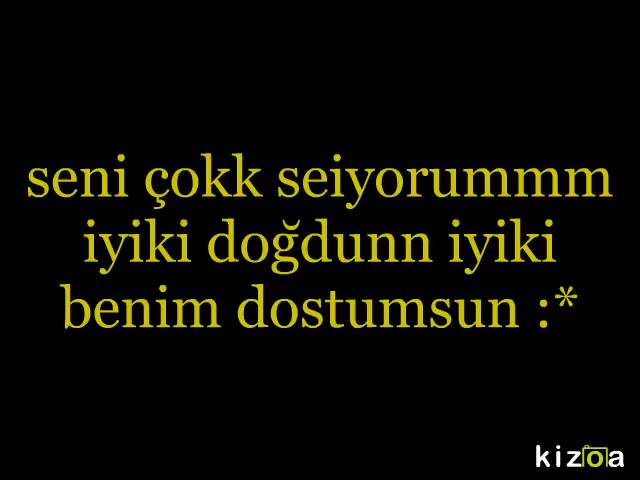 seni çokk seiyorummm
iyiki doğdunn iyiki
benim dostumsun :*
kizoa